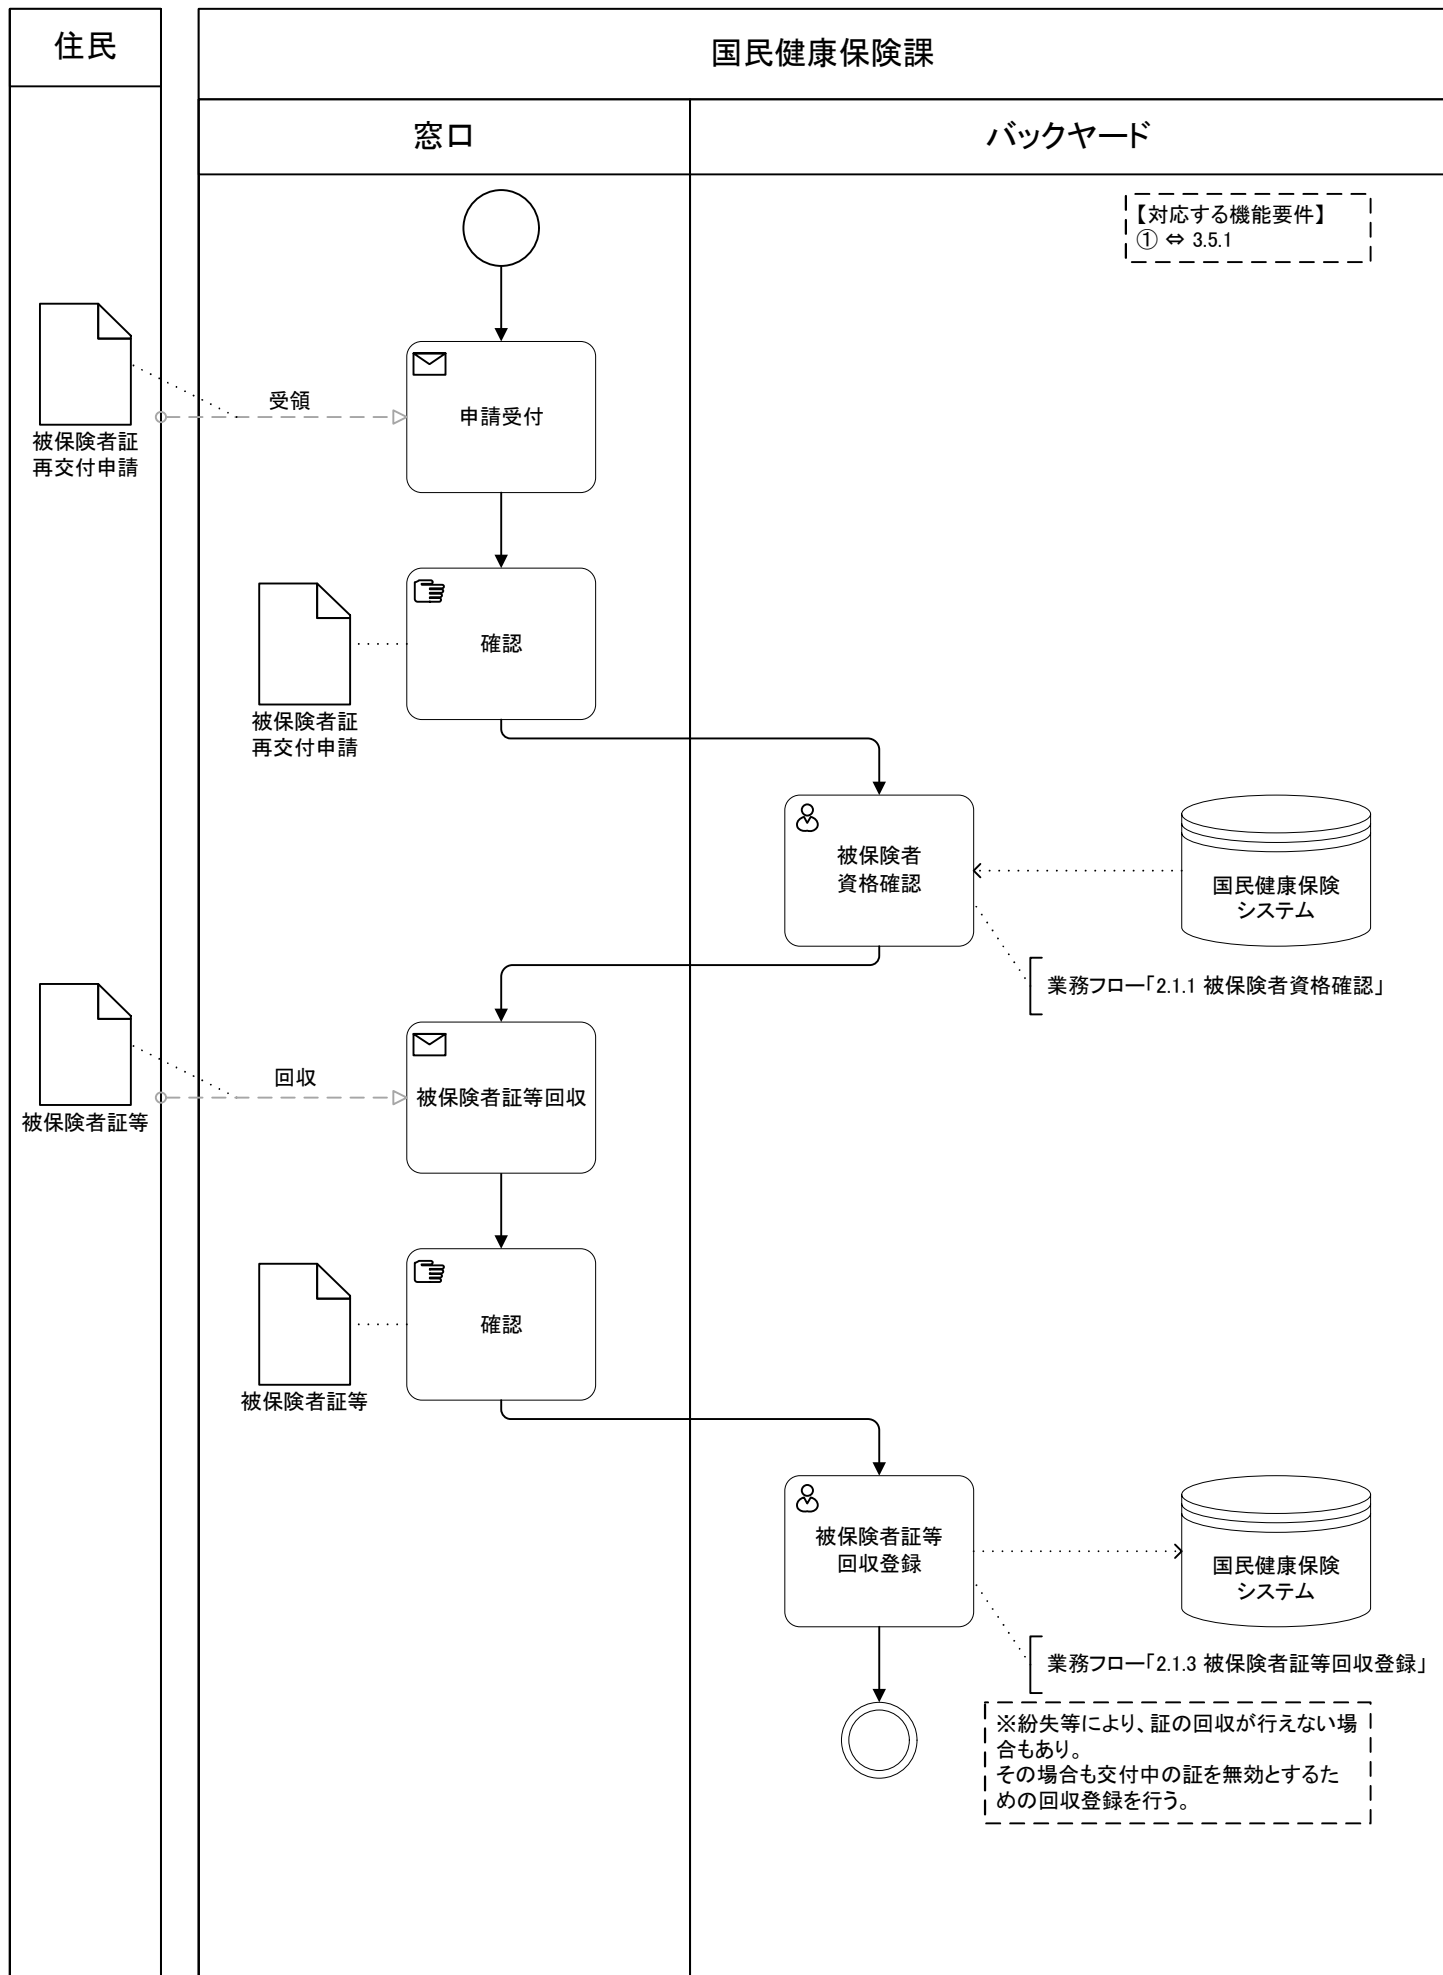 住民
国民健康保険課
窓口
バックヤード
【対応する機能要件】
① ⇔ 3.5.1
受領
申請受付
被保険者証
再交付申請
確認
被保険者証
再交付申請
被保険者
資格確認
国民健康保険
システム
業務フロー「2.1.1 被保険者資格確認」
回収
被保険者証等回収
被保険者証等
確認
被保険者証等
被保険者証等
回収登録
国民健康保険
システム
業務フロー「2.1.3 被保険者証等回収登録」
※紛失等により、証の回収が行えない場
合もあり。
その場合も交付中の証を無効とするた
めの回収登録を行う。